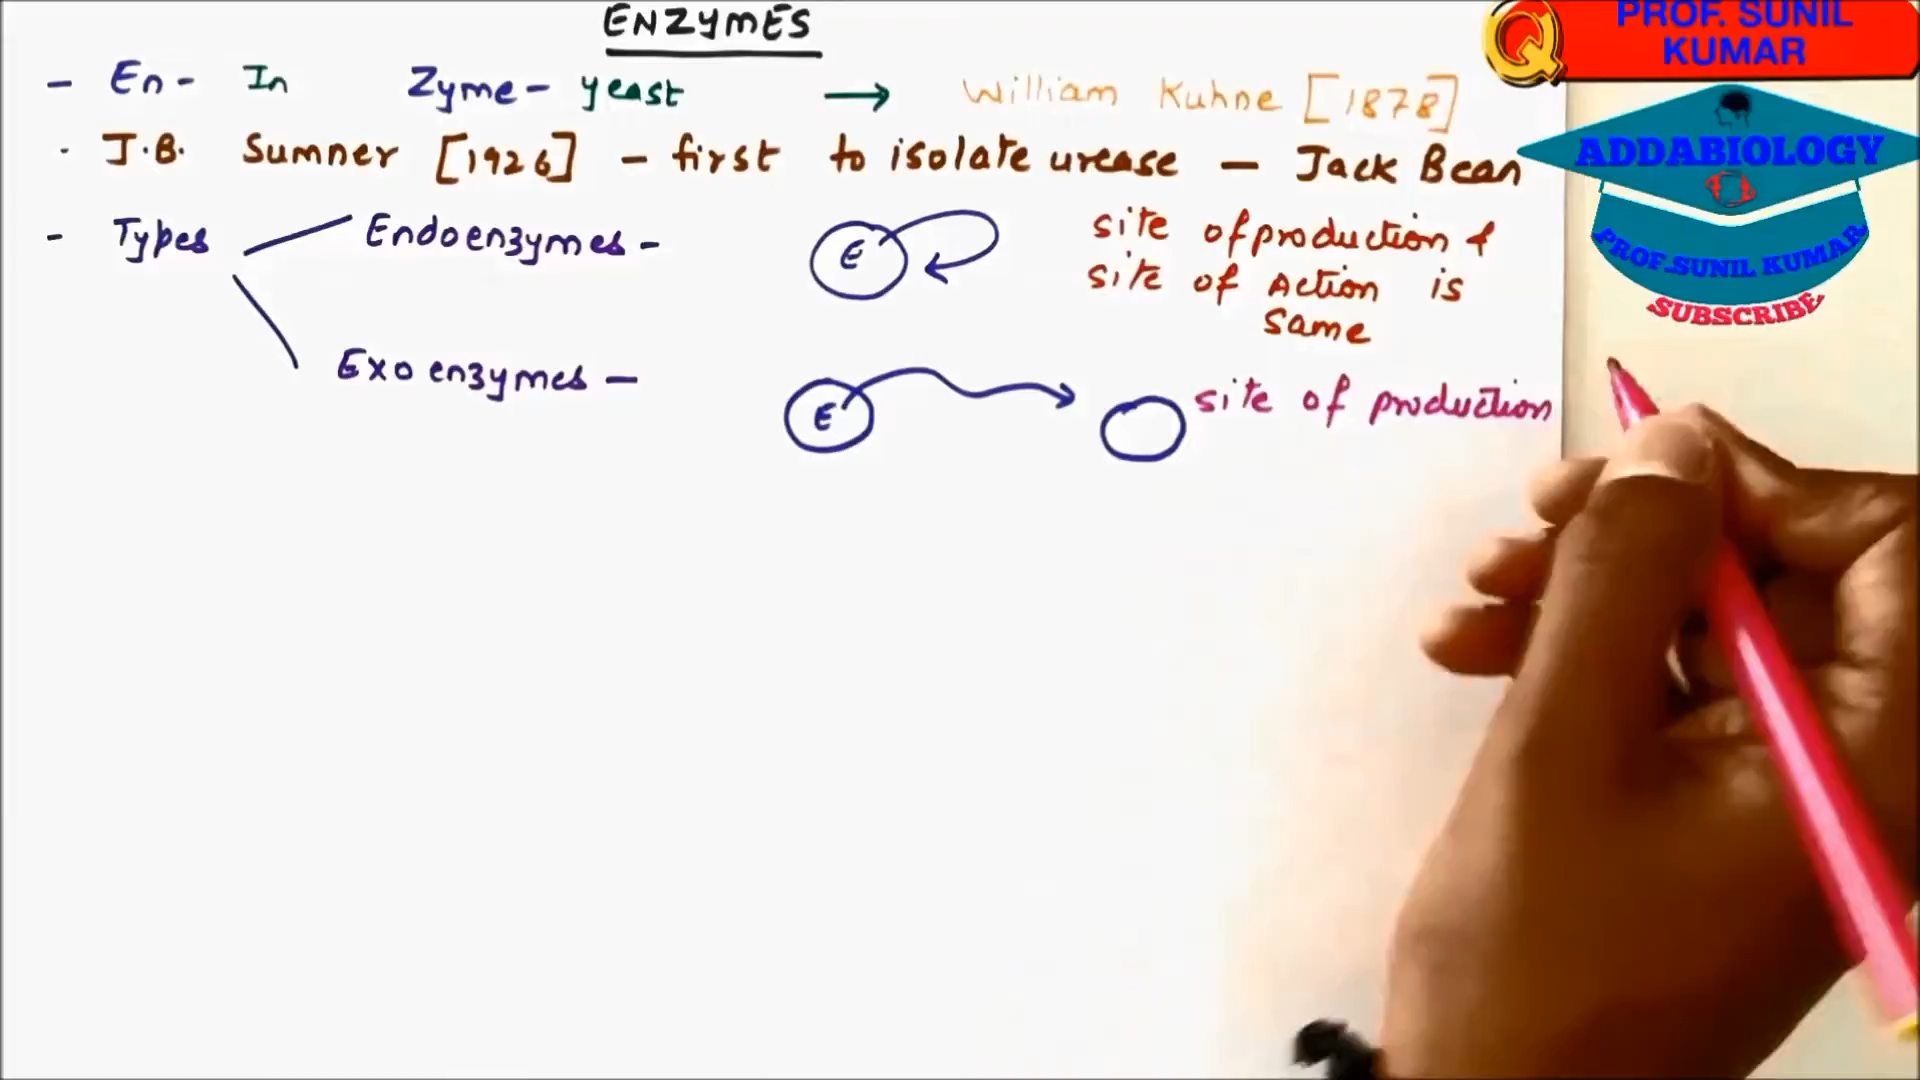 ENZYMES
- En- In Zyme- yeast → William Kuhne [1878]
· J.B. Sumner [1926] - first to isolate urease - Jack Bean
- Types
Endoenzymes -
E
site of production &
site of Action is
same
Exoenzymes -
E
site of production
PROF. SUNIL
KUMAR
ADDABIOLOGY
PROF.SUNIL KUMAR
SUBSCRIBE